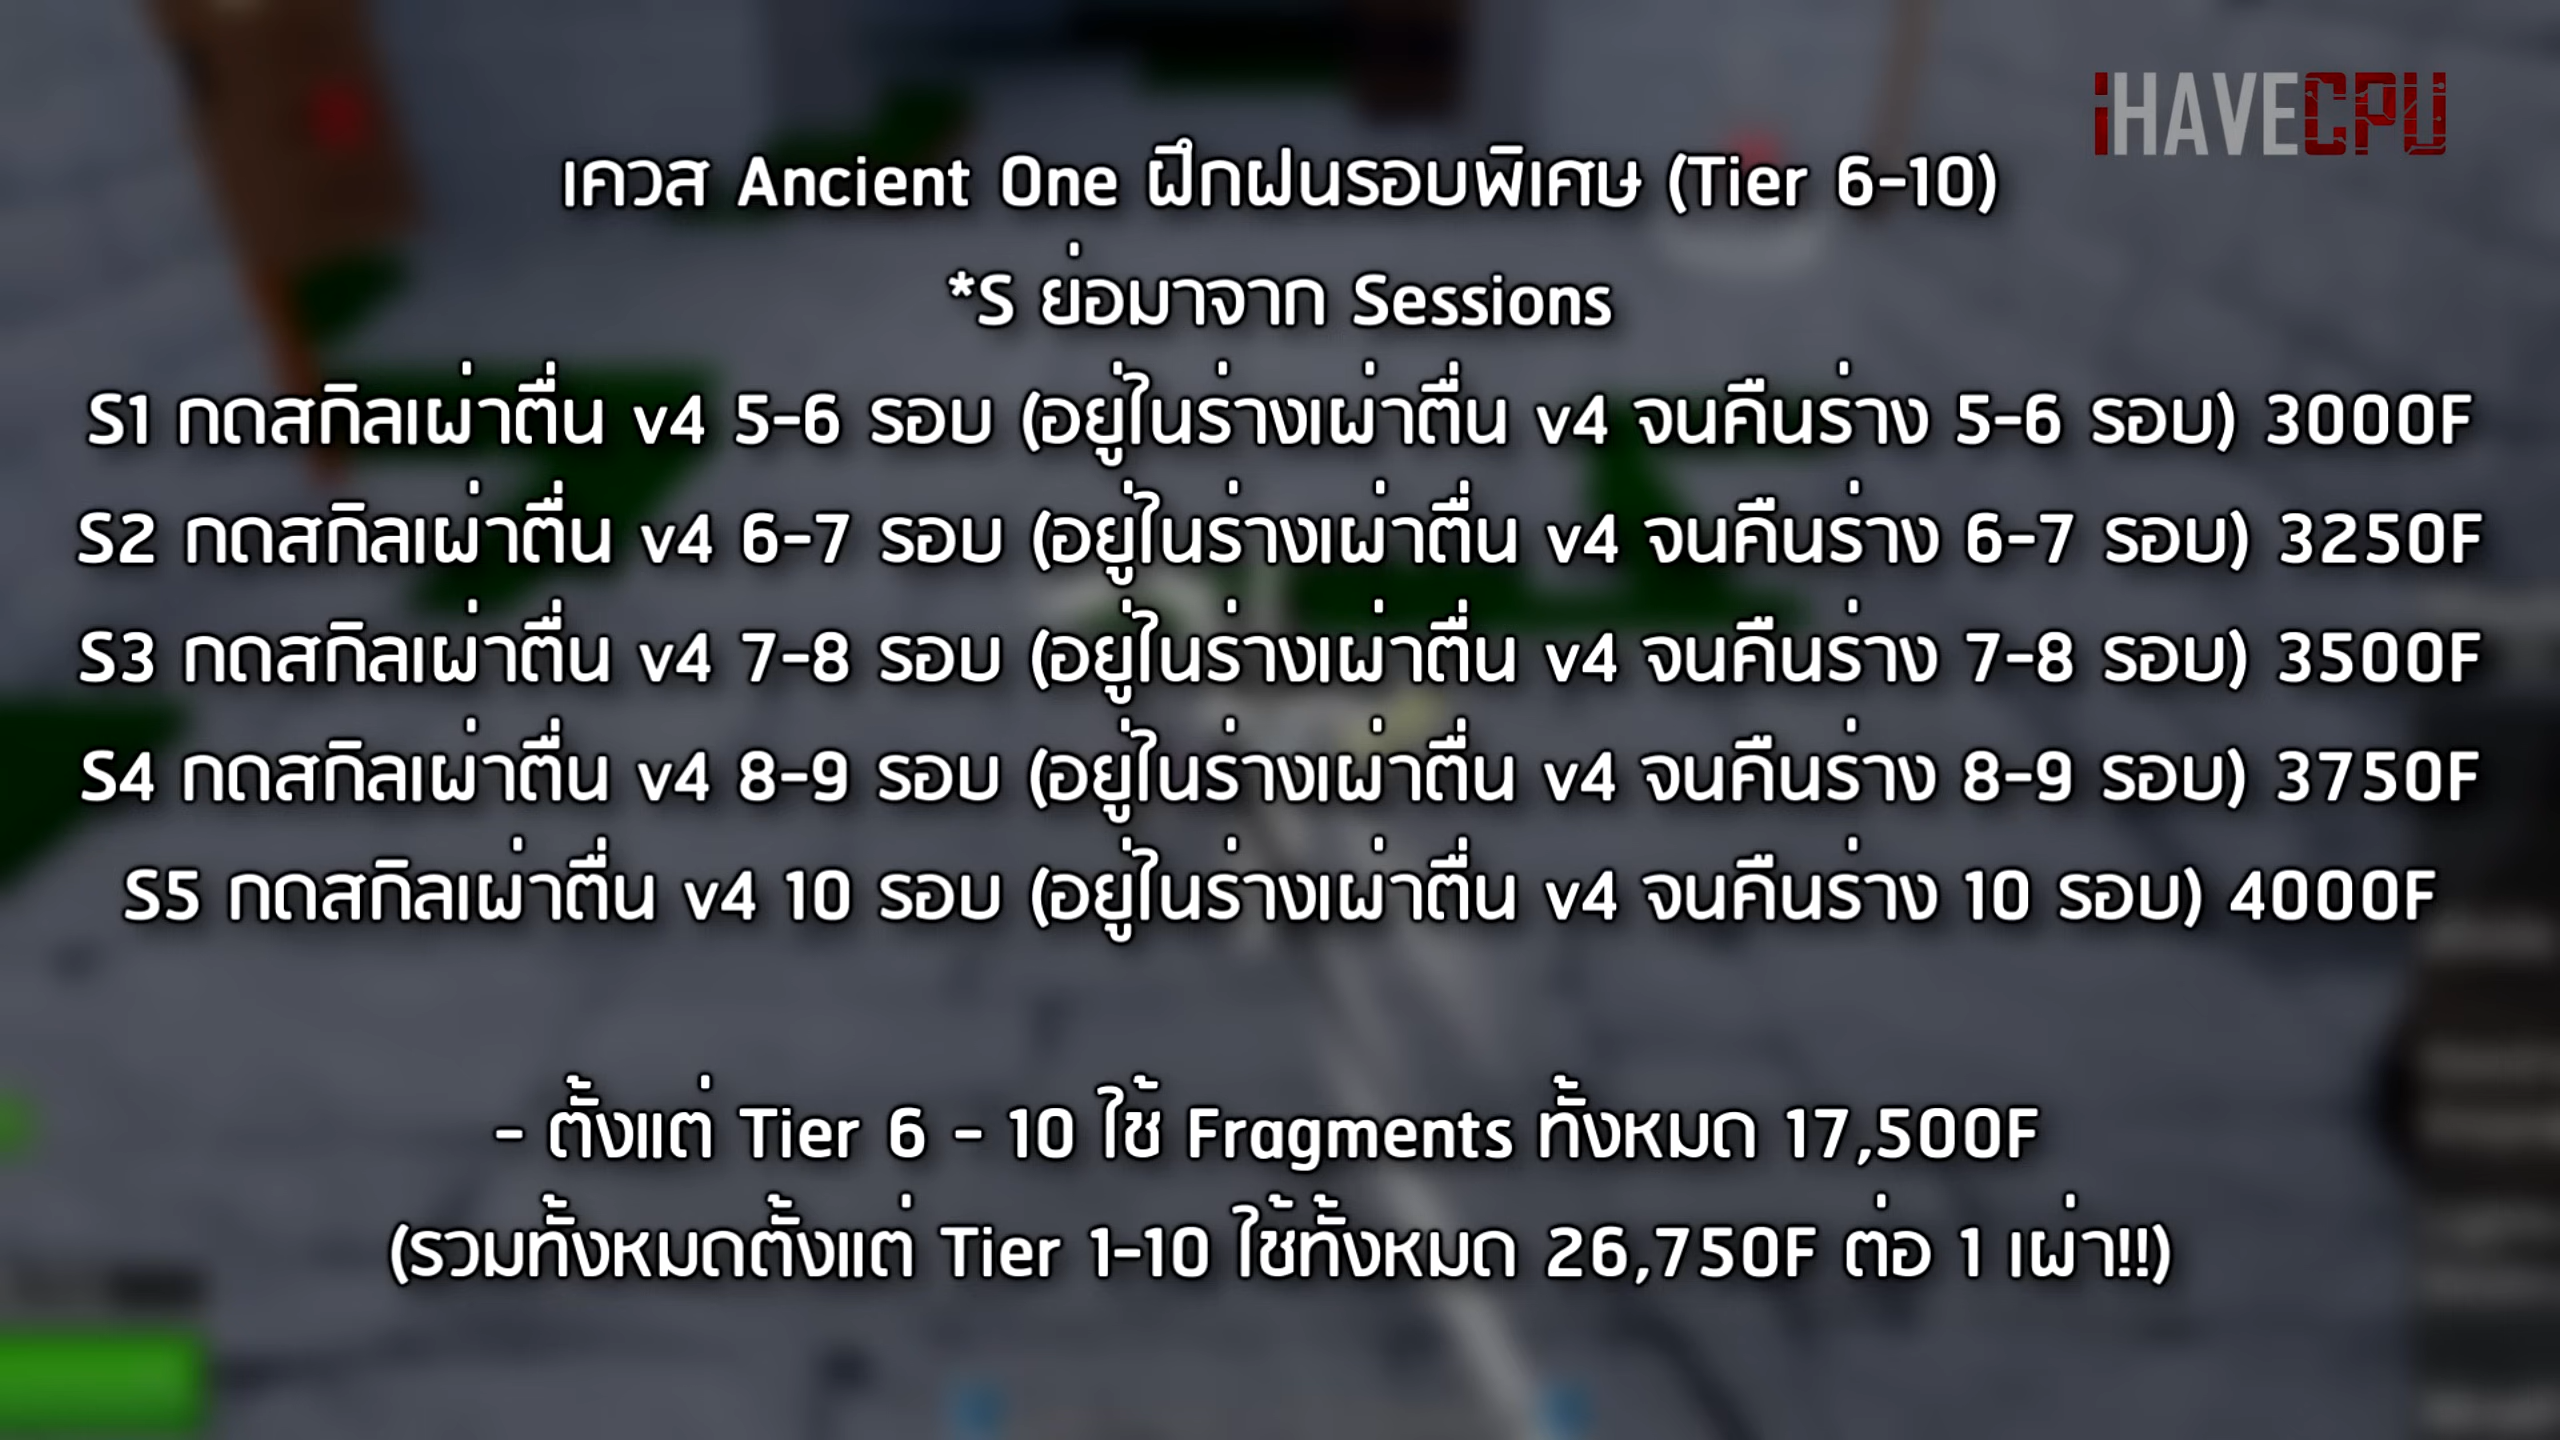 iHAVECPU
เควส Ancient One ฝึกฝนรอบพิเศษ (Tier 6-10)
*S ย่อมาจาก Sessions
S1 กดสกิลเผ่าตื่น v4 5-6 รอบ (อยู่ในร่างเผ่าตื่น v4 จนคืนร่าง 5-6 รอบ) 3000F
S2 กดสกิลเผ่าตื่น v4 6-7 รอบ (อยู่ในร่างเผ่าตื่น v4 จนคืนร่าง 6-7 รอบ) 3250F
S3 กดสกิลเผ่าตื่น v4 7-8 รอบ (อยู่ในร่างเผ่าตื่น v4 จนคืนร่าง 7-8 รอบ) 3500F
S4 กดสกิลเผ่าตื่น v4 8-9 รอบ (อยู่ในร่างเผ่าตื่น v4 จนคืนร่าง 8-9 รอบ) 3750F
S5 กดสกิลเผ่าตื่น v4 10 รอบ (อยู่ในร่างเผ่าตื่น v4 จนคืนร่าง 10 รอบ) 4000F
- ตั้งแต่ Tier 6 - 10 ใช้ Fragments ทั้งหมด 17,500F
(รวมทั้งหมดตั้งแต่ Tier 1-10 ใช้ทั้งหมด 26,750F ต่อ 1 เผ่า!!)